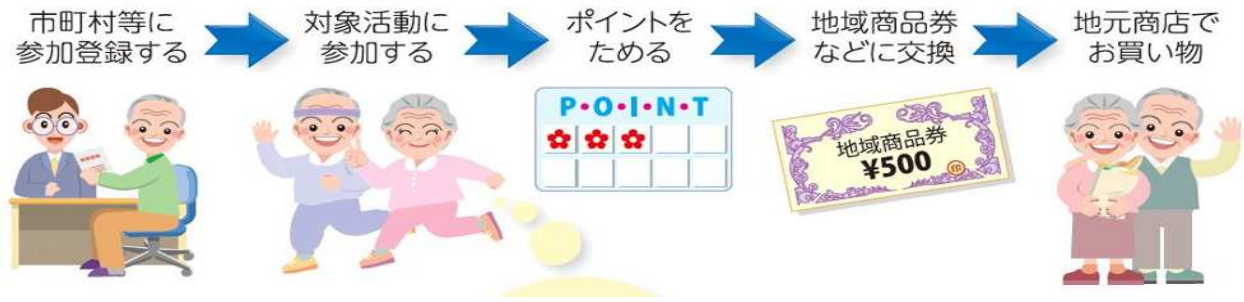 市町村等に
参加登録する
対象活動に
参加する
ポイントを
ためる
地域商品券
などに交換
地元商店で
お買い物
P・O・I・N・T
地域商品券
¥500
印